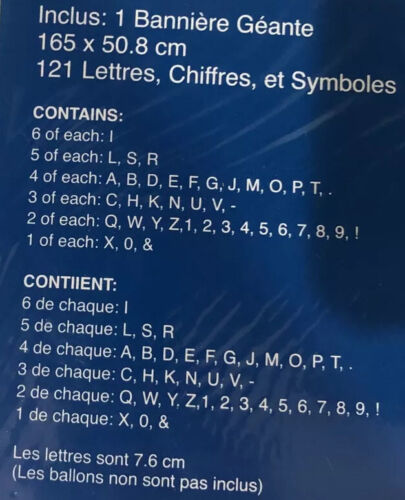 Inclus: 1 Bannière Géante
165 x 50.8 cm
121 Lettres, Chiffres, et Symboles
CONTAINS:
6 of each: I
5 of each: L, S, R
4 of each: A, B, D, E, F, G, J, M, O, P, T, .
3 of each: C, H, K, N, U, V, -
2 of each: Q, W, Y, Z,1, 2, 3, 4, 5, 6, 7, 8, 9, !
1 of each: X, 0, &
CONTIIENT:
6 de chaque: I
5 de chaque: L, S, R
4 de chaque: A, B, D, E, F, G, J, M, O, P, T, .
3 de chaque: C, H, K, N, U, V, -
2 de chaque: Q, W, Y, Z,1, 2, 3, 4, 5, 6, 7, 8, 9, !
1 de chaque: X, 0, &
Les lettres sont 7.6 cm
(Les ballons non sont pas inclus)